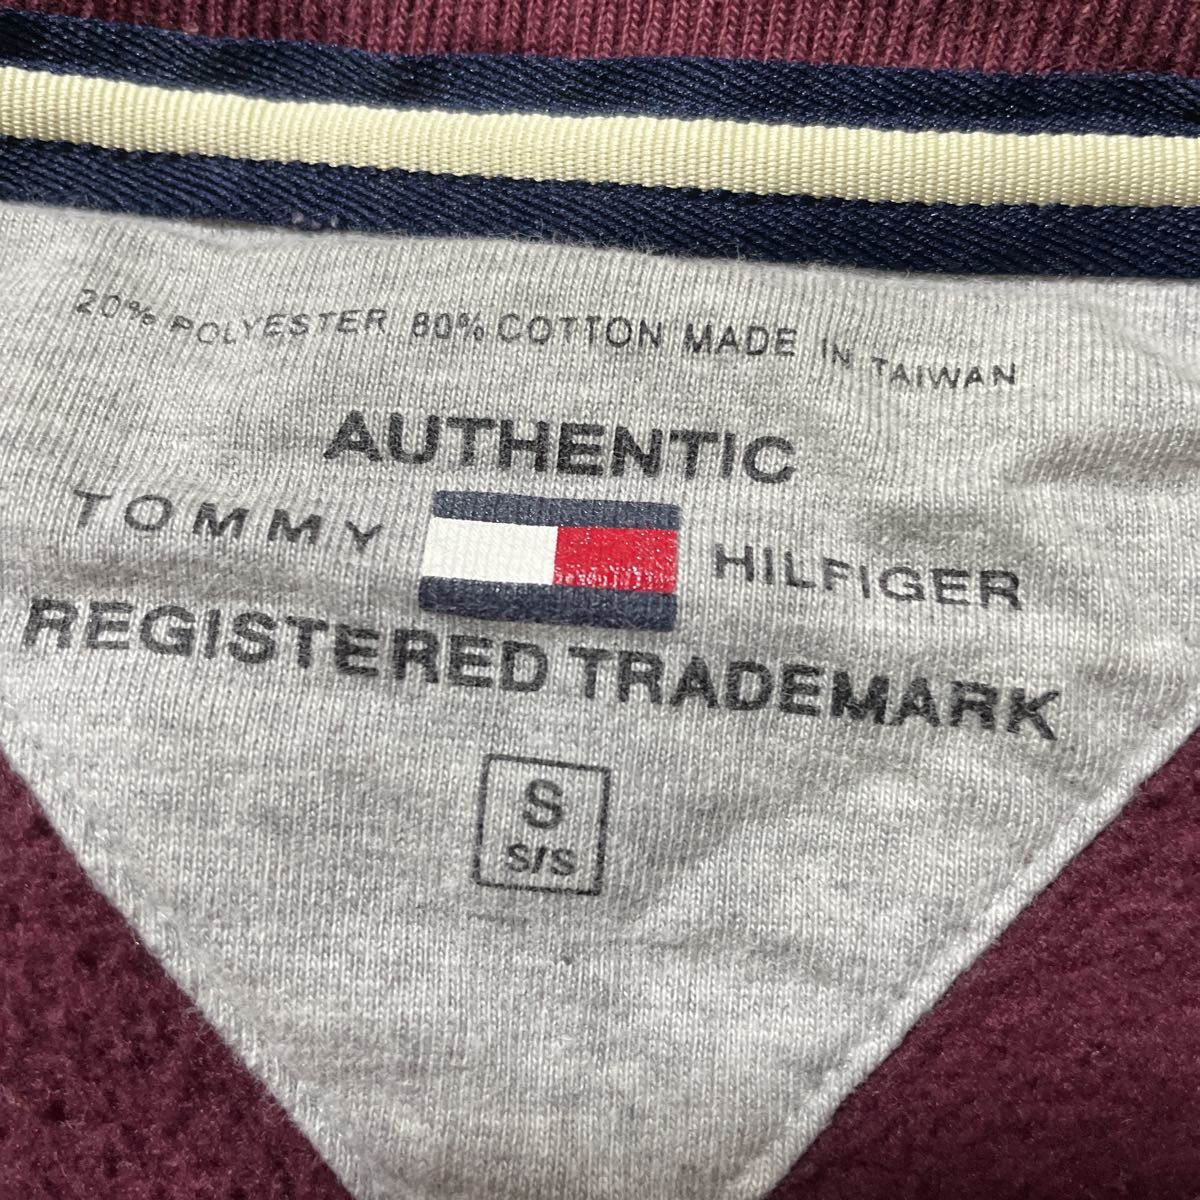 20% POLYESTER 80% COTTON MADE IN TAIWAN
AUTHENTIC
TOMMY HILFIGER
REGISTERED TRADEMARK
S
S/S